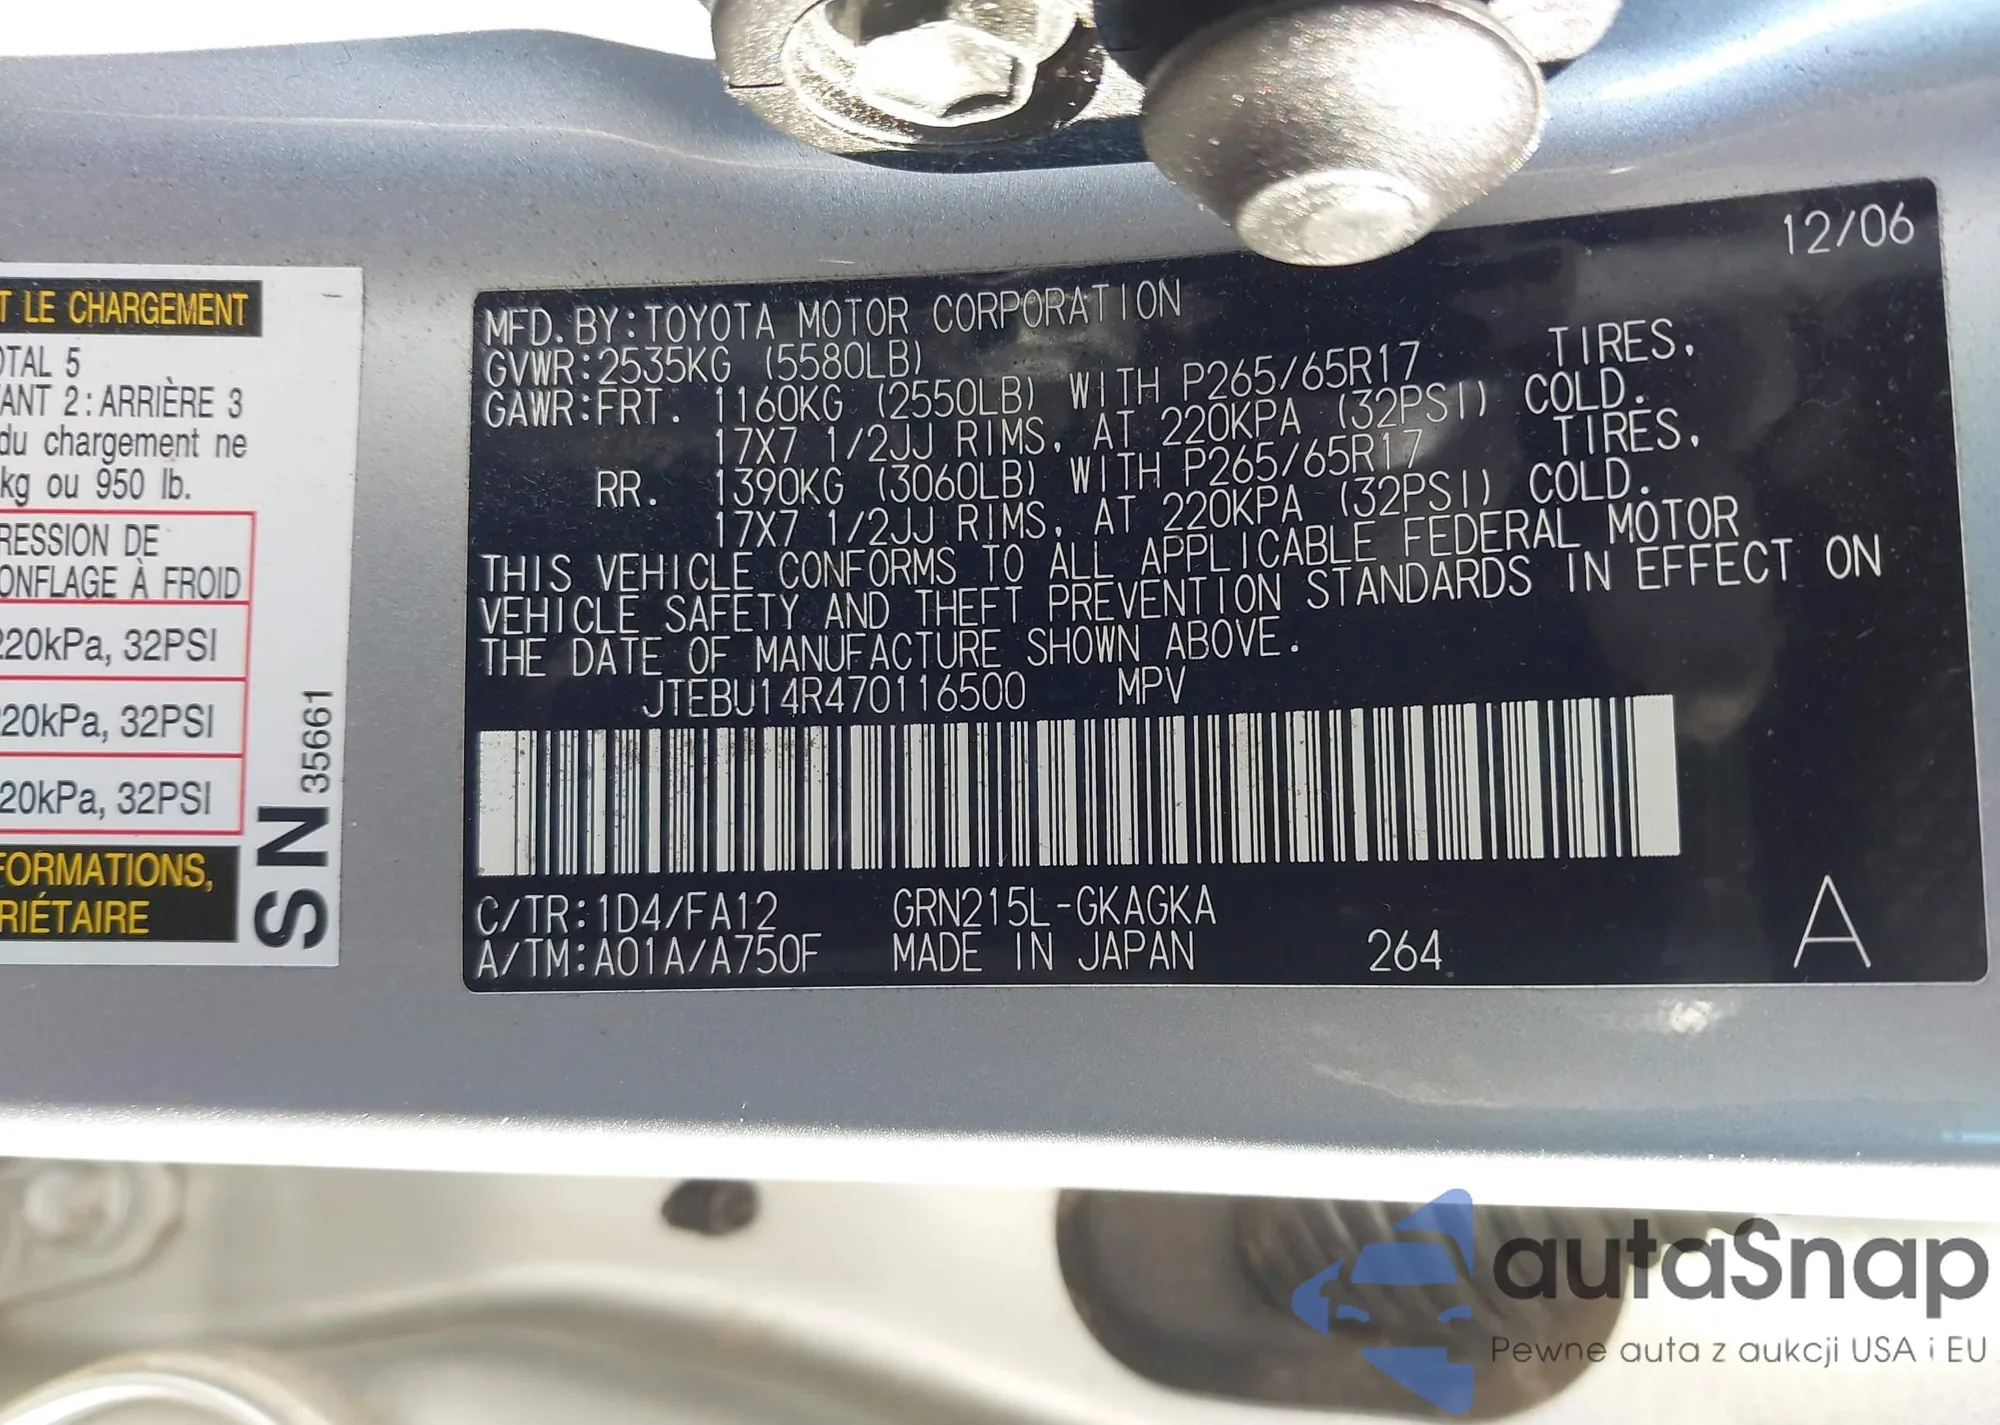 T LE CHARGEMENT
OTAL 5
ANT 2 : ARRIÈRE 3
du chargement ne
kg ou 950 lb.
RESSION DE
ONFLAGE À FROID
220kPa, 32PSI
220kPa, 32PSI
20kPa, 32PSI
FORMATIONS,
RIÉTAIRE
SN 35661
12/06
MFD. BY:TOYOTA MOTOR CORPORATION
GVWR:2535KG (5580LB)
GAWR:FRT. 1160KG (2550LB) WITH P265/65R17 TIRES,
17X7 1/2JJ RIMS, AT 220KPA (32PSI) COLD.
RR. 1390KG (3060LB) WITH P265/65R17 TIRES,
17X7 1/2JJ RIMS, AT 220KPA (32PSI) COLD.
THIS VEHICLE CONFORMS TO ALL APPLICABLE FEDERAL MOTOR
VEHICLE SAFETY AND THEFT PREVENTION STANDARDS IN EFFECT ON
THE DATE OF MANUFACTURE SHOWN ABOVE.
JTEBU14R470116500 MPV
C/TR:1D4/FA12 GRN215L-GKAGKA
A/TM:A01A/A750F MADE IN JAPAN 264 A
autaSnap
Pewne auta z aukcji USA i EU